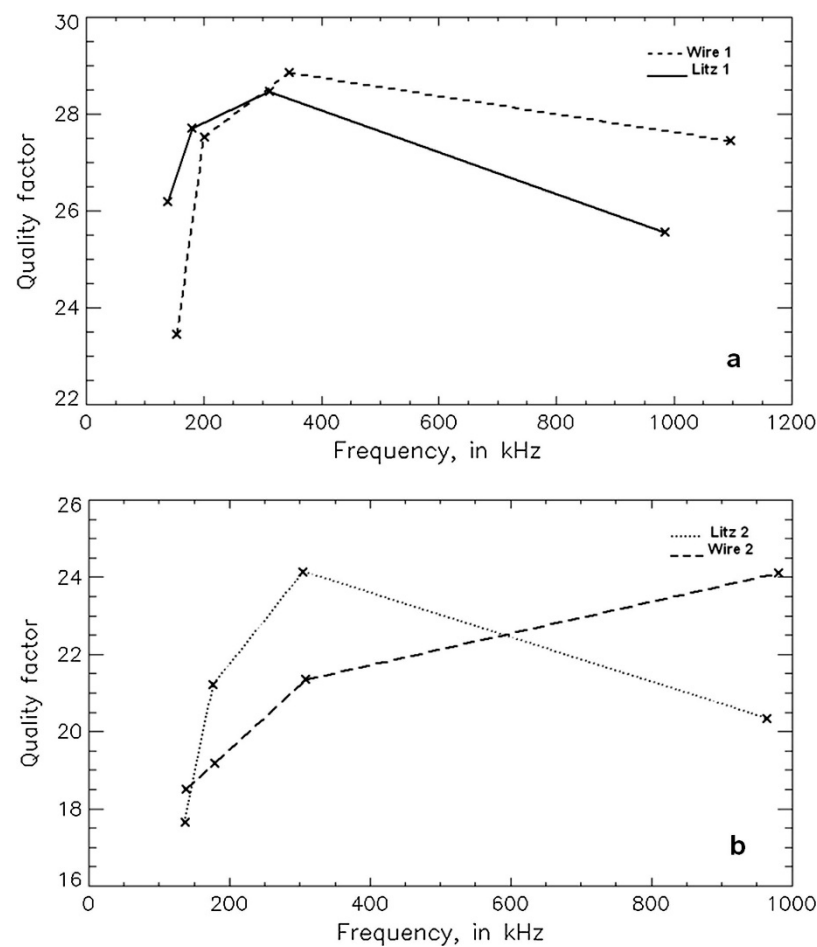 30
28
26
24
22
Quality factor
Wire 1
Litz 1
a
0 200 400 600 800 1000 1200
Frequency, in kHz
26
24
22
20
18
16
Quality factor
Litz 2
Wire 2
b
0 200 400 600 800 1000
Frequency, in kHz